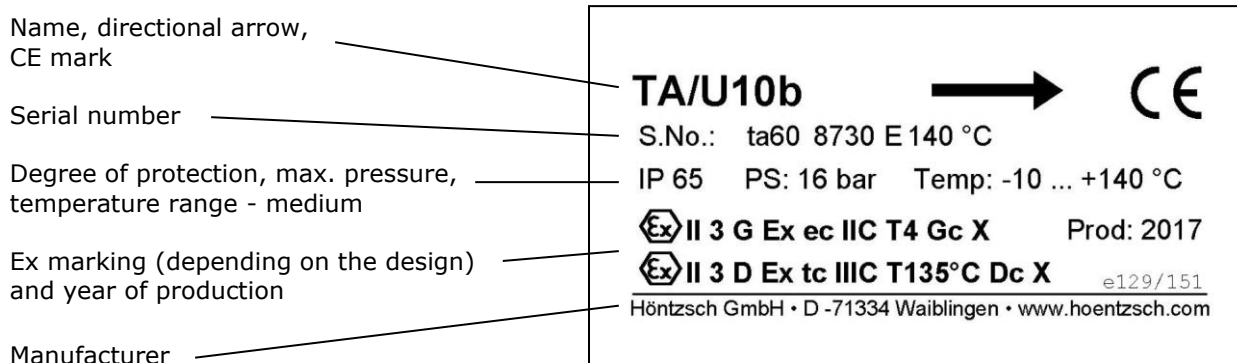 Name, directional arrow,
CE mark
Serial number
Degree of protection, max. pressure,
temperature range - medium
Ex marking (depending on the design)
and year of production
Manufacturer
TA/U10b CE
S.No.: ta60 8730 E 140 °C
IP 65 PS: 16 bar Temp: -10 ... +140 °C
Ex II 3 G Ex ec IIC T4 Gc X Prod: 2017
Ex II 3 D Ex tc IIIC T135°C Dc X e129/151
Höntzsch GmbH • D -71334 Waiblingen • www.hoentzsch.com